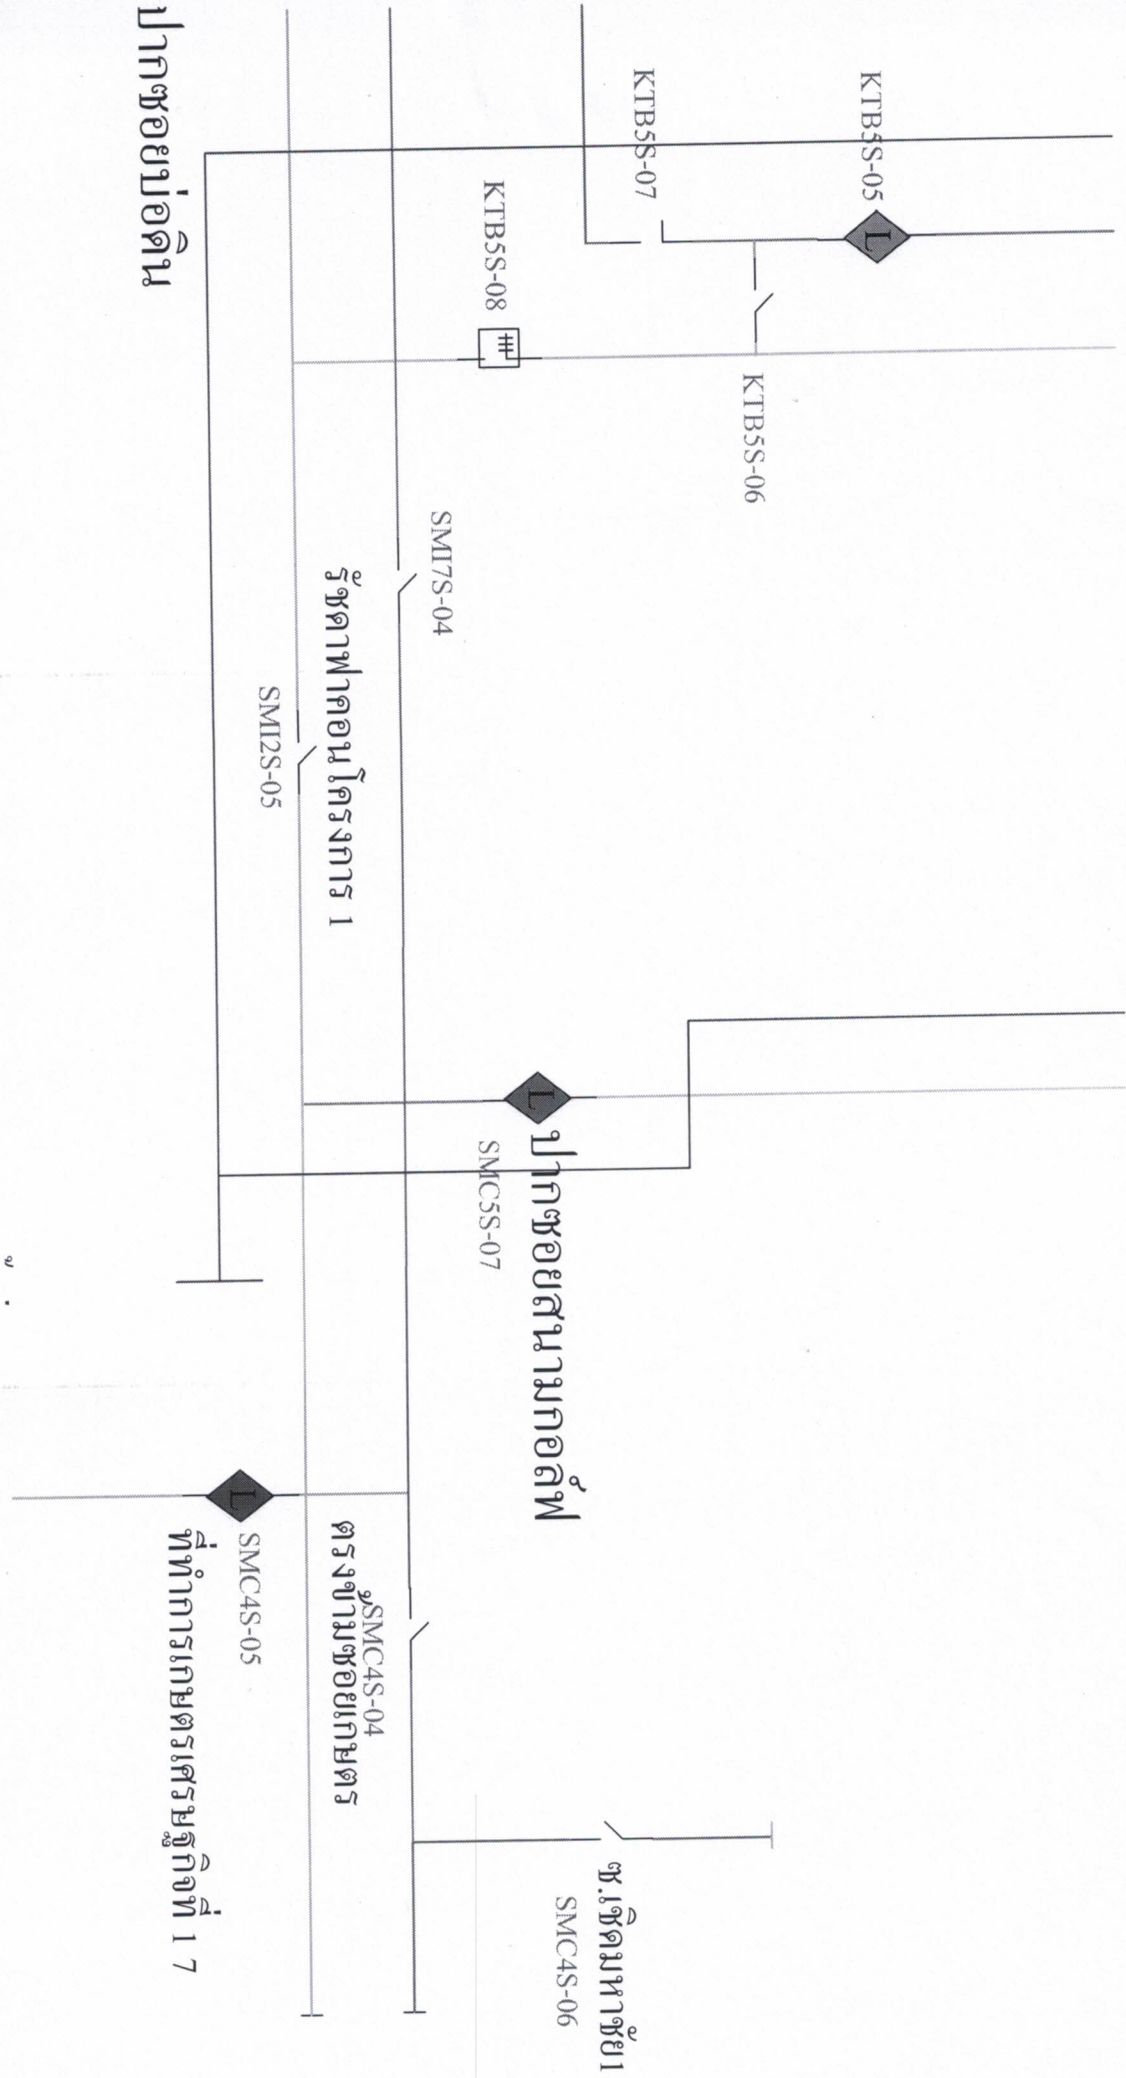 KTB5S-05
KTB5S-07
L
KTB5S-06
KTB5S-08
ปากซอยสนามกอล์ฟ
L
SMC5S-07
SMI7S-04
รัชดาฟาคอนโครงการ 1
SMI2S-05
ปากซอยบ่อดิน
ซ.เชิดมหาชัย1
SMC4S-06
SMC4S-04
ตรงข้ามซอยเกษตร
L
SMC4S-05
ที่ทำการเกษตรเศรษฐกิจที่ 1 7